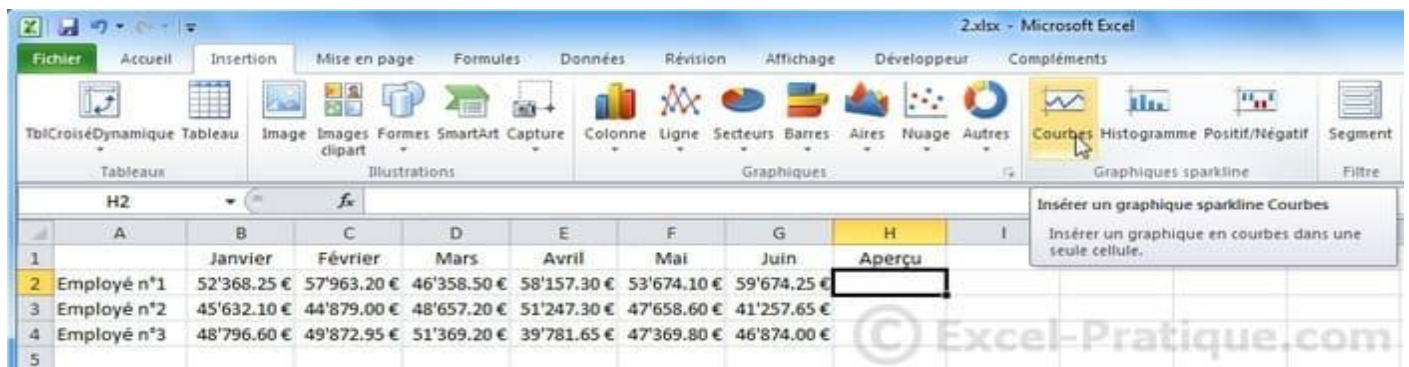 2.xlsx - Microsoft Excel
Fichier Accueil Insertion Mise en page Formules Données Révision Affichage Développeur Compléments
TblCroiséDynamique Tableau Image Images clipart Formes SmartArt Capture Colonne Ligne Secteurs Barres Aires Nuage Autres Courbes Histogramme Positif/Négatif Segment
Tableaux Illustrations Graphiques Graphiques sparkline Filtre
H2 fx
Insérer un graphique sparkline Courbes
Insérer un graphique en courbes dans une
seule cellule.
A B C D E F G H I
1 Janvier Février Mars Avril Mai Juin Aperçu
2 Employé n°1 52'368.25 € 57'963.20 € 46'358.50 € 58'157.30 € 53'674.10 € 59'674.25 €
3 Employé n°2 45'632.10 € 44'879.00 € 48'657.20 € 51'247.30 € 47'658.60 € 41'257.65 €
4 Employé n°3 48'796.60 € 49'872.95 € 51'369.20 € 39'781.65 € 47'369.80 € 46'874.00 €
5
© Excel-Pratique.com